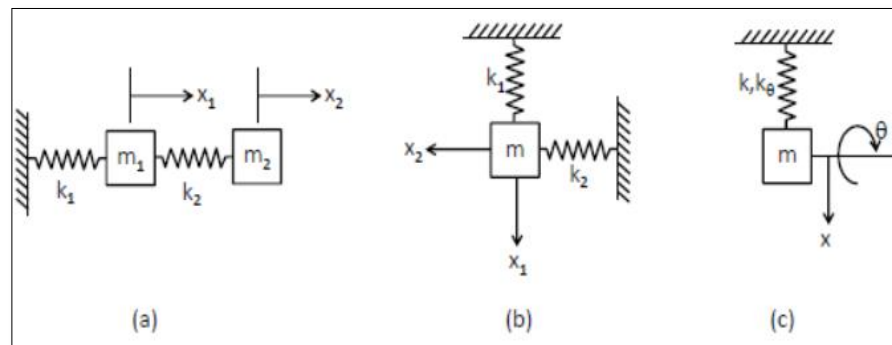 x₁
x₂
m₁
m₂
k₁
k₂
(a)
k₁
x₂
m
k₂
x₁
(b)
k,kθ
θ
m
x
(c)